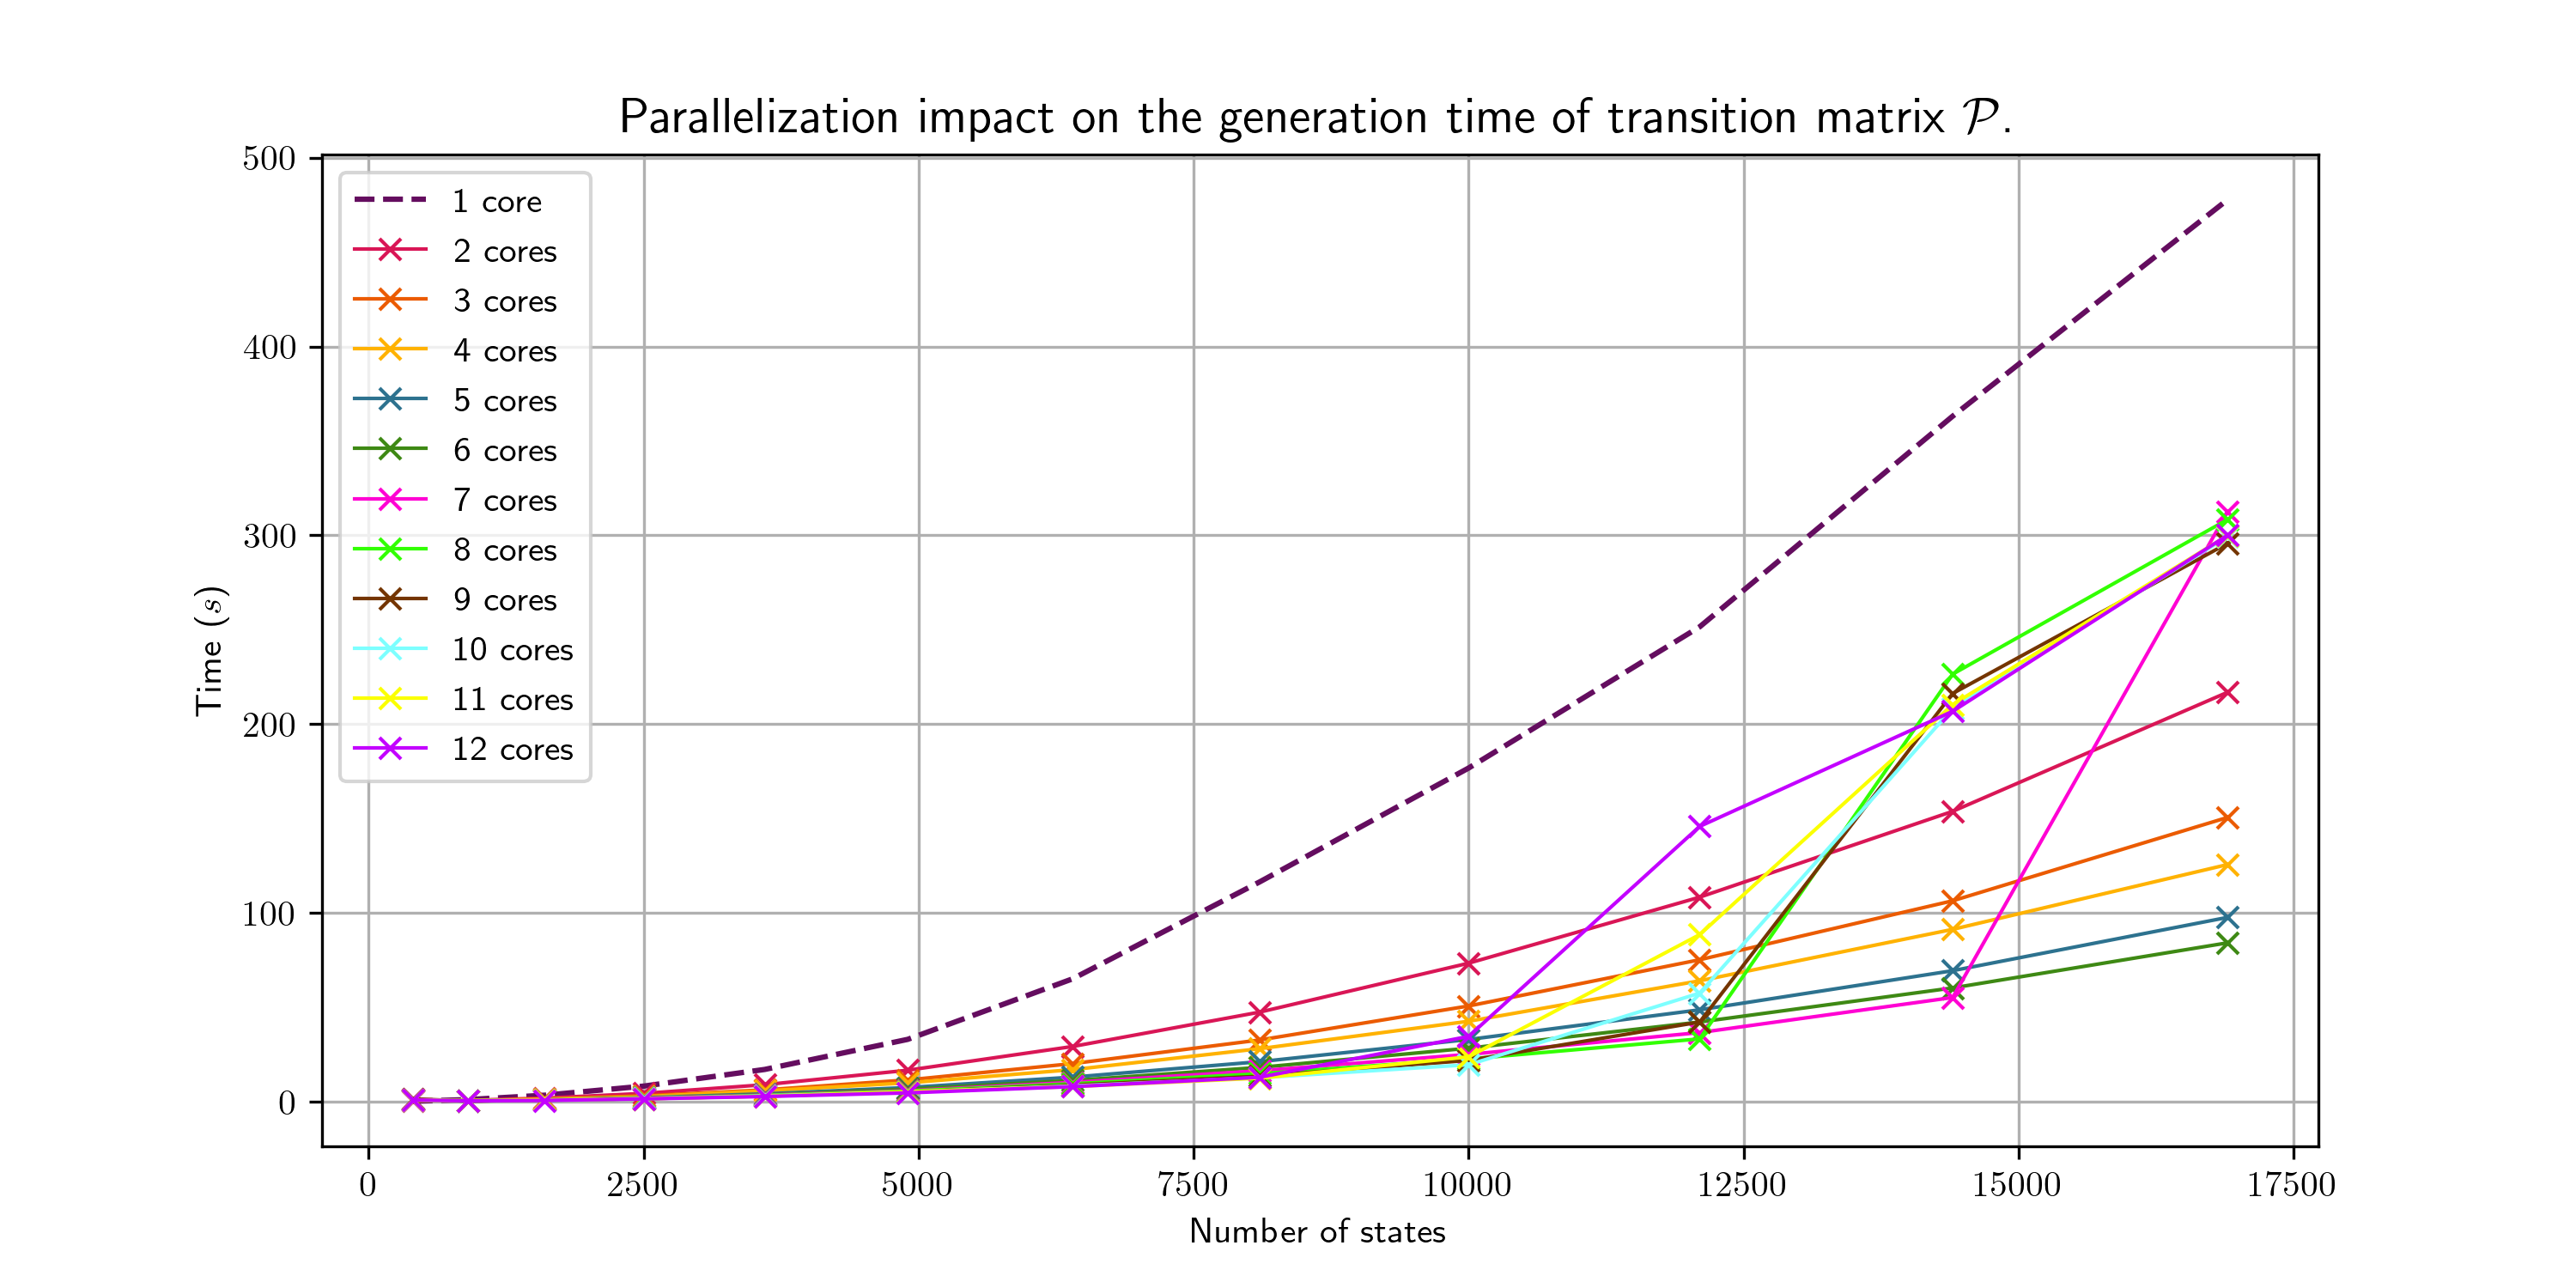 Parallelization impact on the generation time of transition matrix 𝒫.
500
400
300
200
100
0
Time (s)
1 core
2 cores
3 cores
4 cores
5 cores
6 cores
7 cores
8 cores
9 cores
10 cores
11 cores
12 cores
0 2500 5000 7500 10000 12500 15000 17500
Number of states